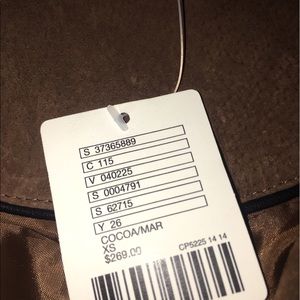 S 37365889
C 115
V 040225
S 0004791
S 62715
Y 26
COCOA/MAR
XS
$269.00
CP5225 14 14